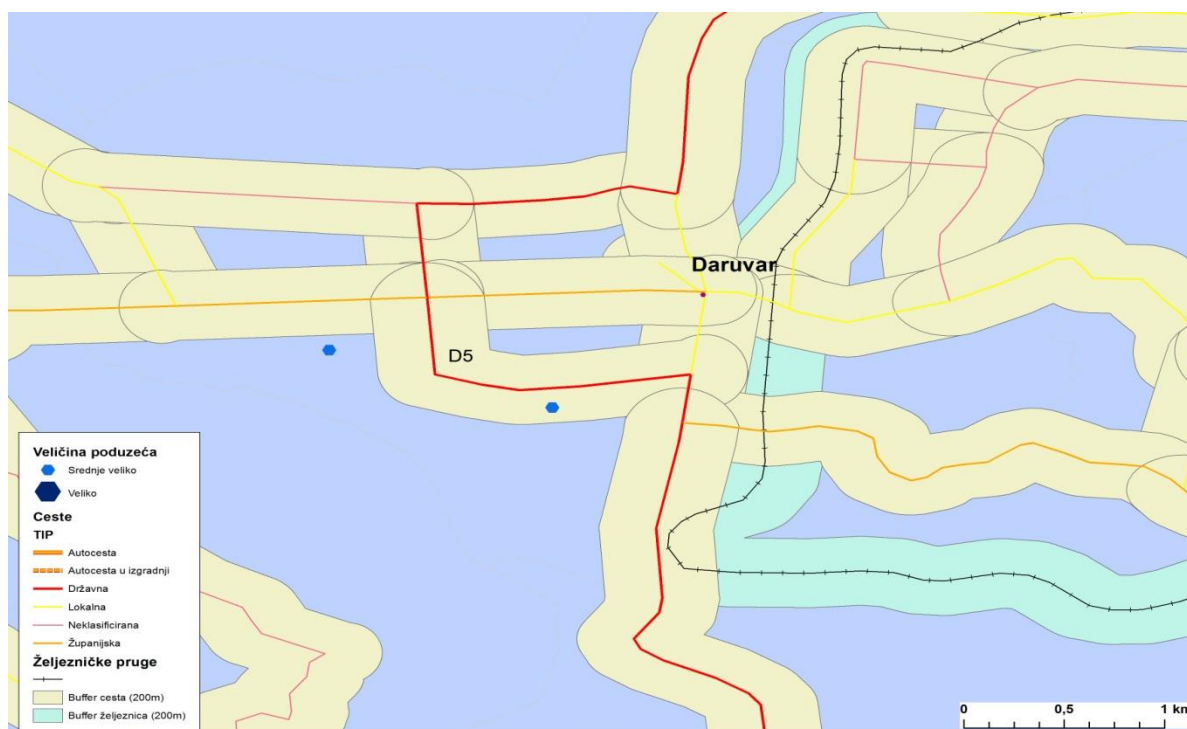 Daruvar
D5
Veličina poduzeća
Srednje veliko
Veliko
Ceste
TIP
Autocesta
Autocesta u izgradnji
Državna
Lokalna
Neklasificirana
Županijska
Željezničke pruge
Buffer cesta (200m)
Buffer željeznica (200m)
0 0,5 1 km